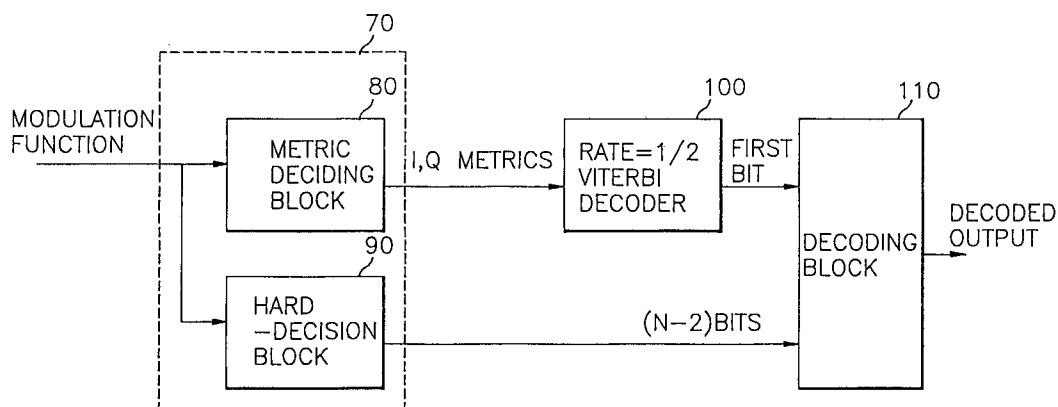 70
80
100
110
MODULATION
FUNCTION
METRIC
DECIDING
BLOCK
I,Q METRICS
RATE=1/2
VITERBI
DECODER
FIRST
BIT
DECODING
BLOCK
DECODED
OUTPUT
90
HARD
-DECISION
BLOCK
(N-2)BITS